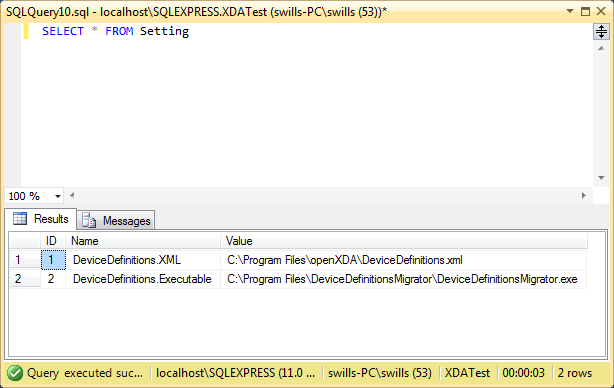 SQLQuery10.sql - localhost\SQLEXPRESS.XDATest (swills-PC\swills (53))*
SELECT * FROM Setting
100 %
Results Messages
ID Name Value
1 1 DeviceDefinitions.XML C:\Program Files\openXDA\DeviceDefinitions.xml
2 2 DeviceDefinitions.Executable C:\Program Files\DeviceDefinitionsMigrator\DeviceDefinitionsMigrator.exe
Query executed suc... localhost\SQLEXPRESS (11.0 ... swills-PC\swills (53) XDATest 00:00:03 2 rows